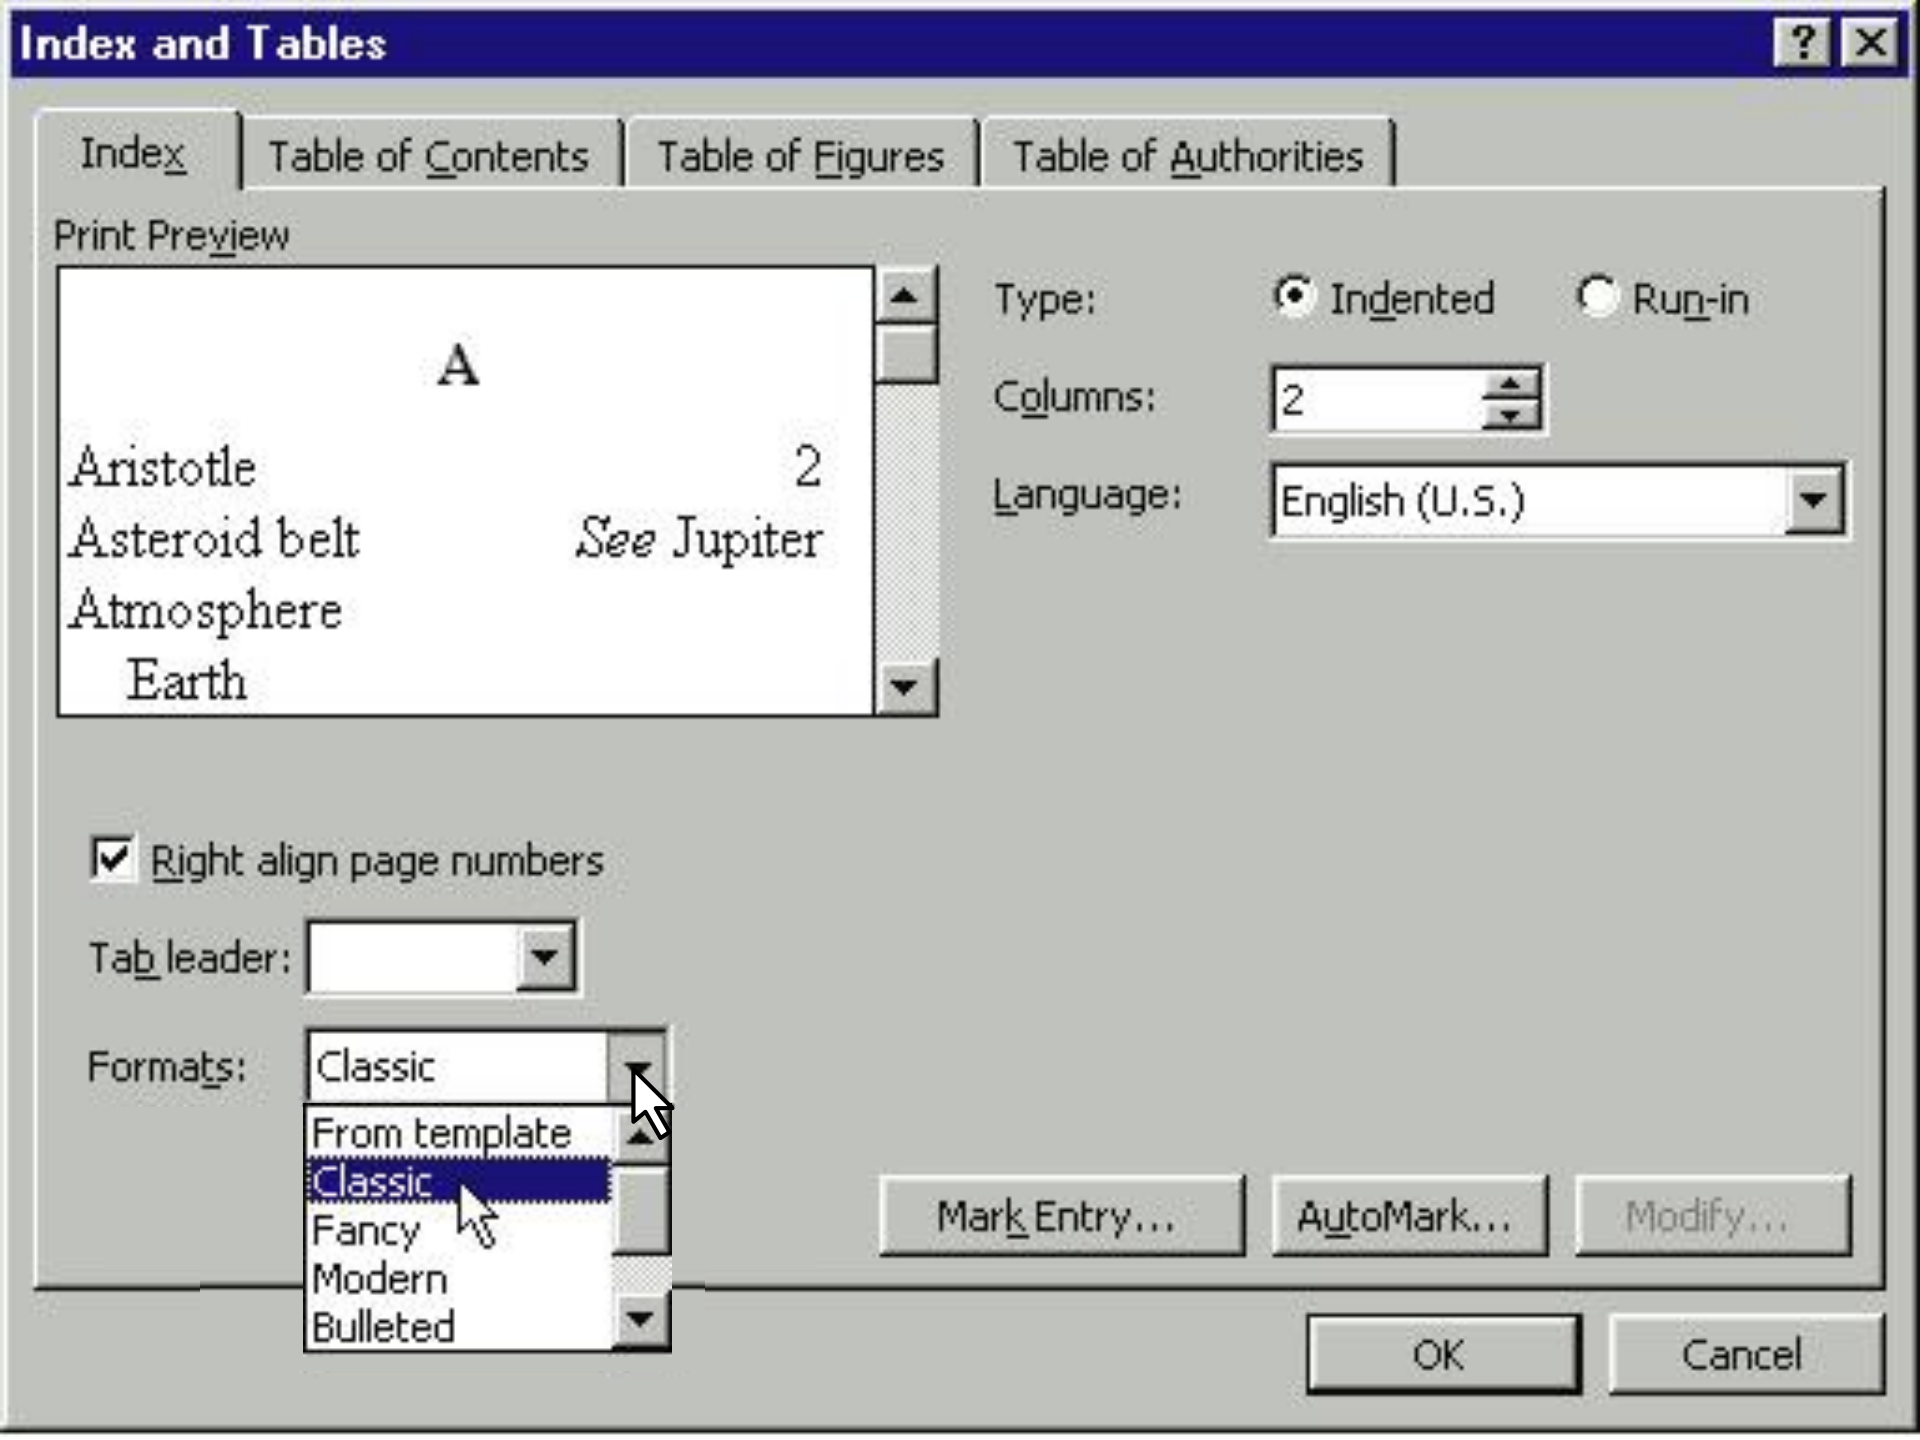 Index and Tables
Index
Table of Contents
Table of Figures
Table of Authorities
Print Preview
A
Aristotle 2
Asteroid belt See Jupiter
Atmosphere
Earth
Type: Indented Run-in
Columns: 2
Language: English (U.S.)
Right align page numbers
Tab leader:
Formats: Classic
From template
Classic
Fancy
Modern
Bulleted
Mark Entry... AutoMark... Modify...
OK Cancel